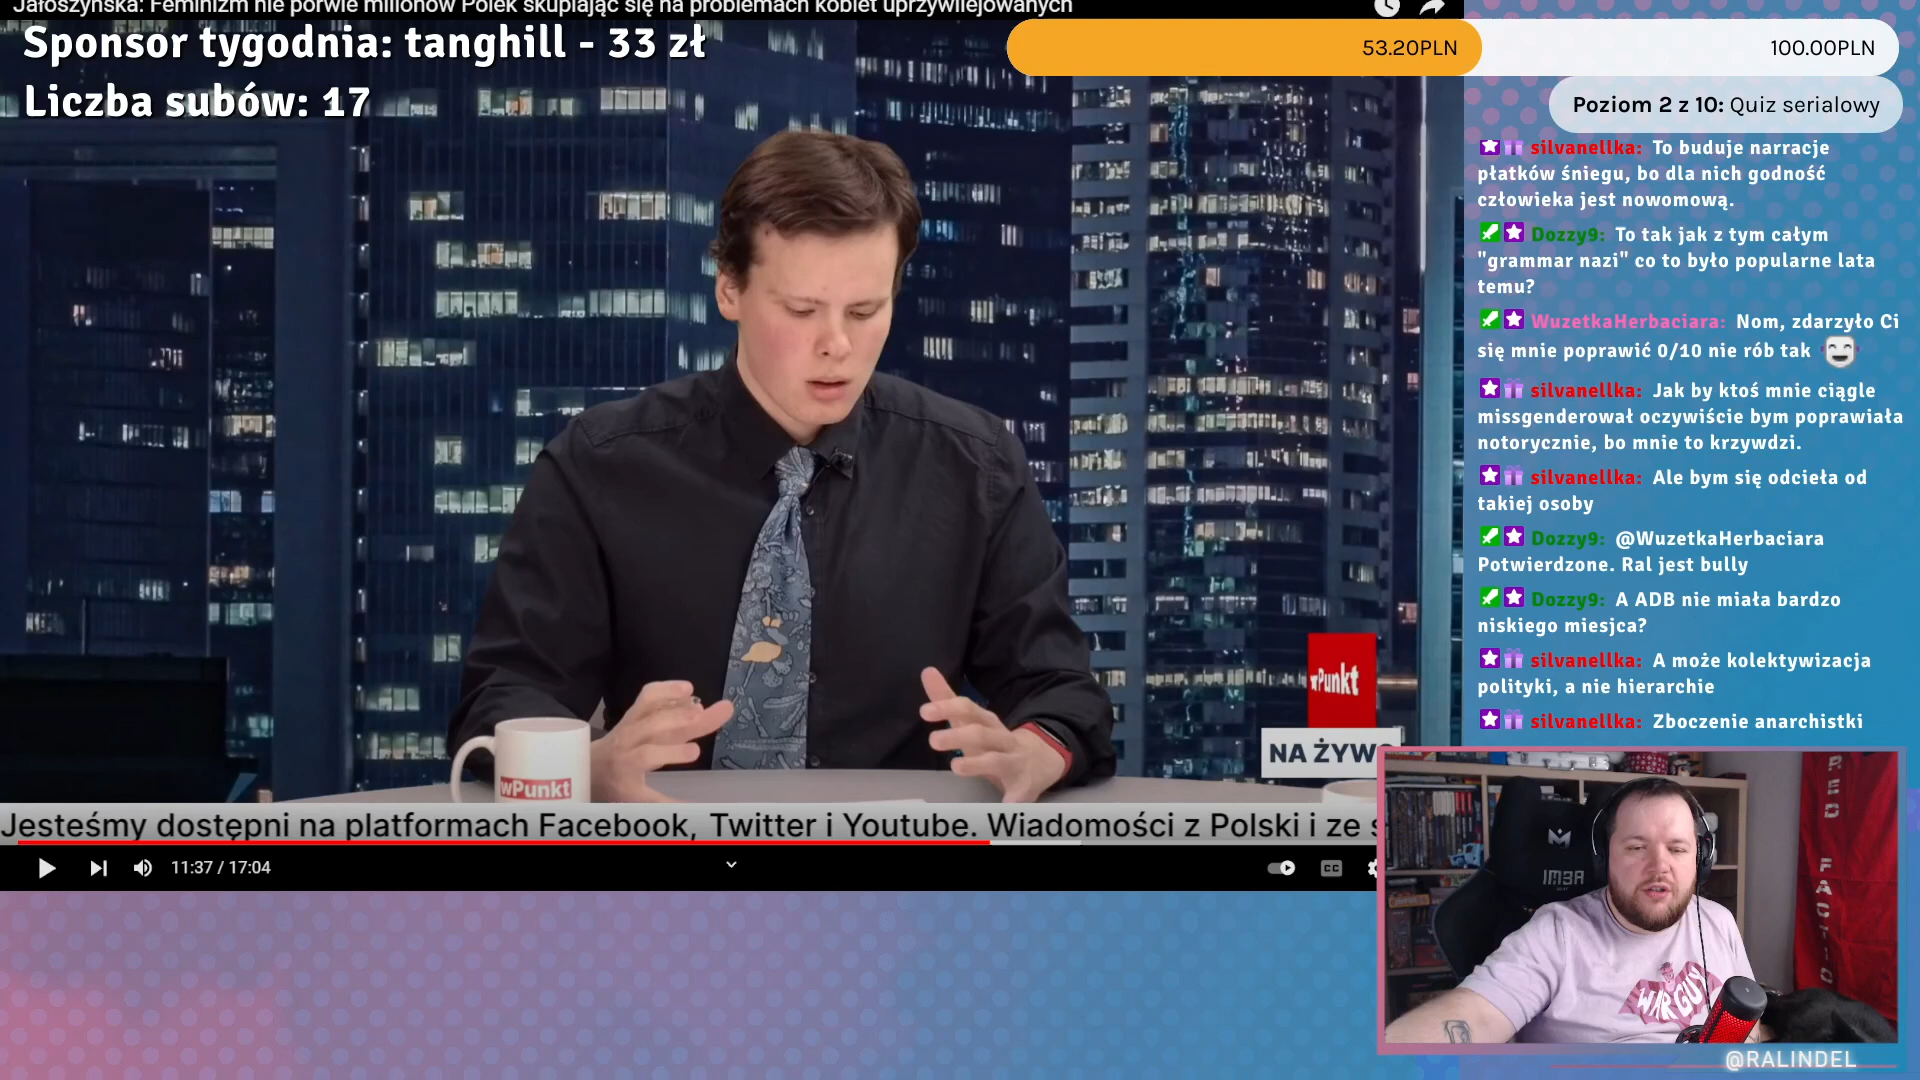 Jałoszyńska: Feminizm nie porwie milionów Polek skupiając się na problemach kobiet uprzywilejowanych
Sponsor tygodnia: tanghill - 33 zł
Liczba subów: 17
53.20PLN
100.00PLN
Poziom 2 z 10: Quiz serialowy
silvanellka: To buduje narracje
płatków śniegu, bo dla nich godność
człowieka jest nowomową.
Dozzy9: To tak jak z tym całym
"grammar nazi" co to było popularne lata
temu?
WuzetkaHerbaciara: Nom, zdarzyło Ci
się mnie poprawić 0/10 nie rób tak
silvanellka: Jak by ktoś mnie ciągle
missgenderował oczywiście bym poprawiała
notorycznie, bo mnie to krzywdzi.
silvanellka: Ale bym się odcieła od
takiej osoby
Dozzy9: @WuzetkaHerbaciara
Potwierdzone. Ral jest bully
Dozzy9: A ADB nie miała bardzo
niskiego miesjca?
silvanellka: A może kolektywizacja
polityki, a nie hierarchie
silvanellka: Zboczenie anarchistki
wPunkt
NA ŻYW
wPunkt
Jesteśmy dostępni na platformach Facebook, Twitter i Youtube. Wiadomości z Polski i ze
11:37 / 17:04
CC
IM3A
RED
FACTIO
WAR GUY
@RALINDEL